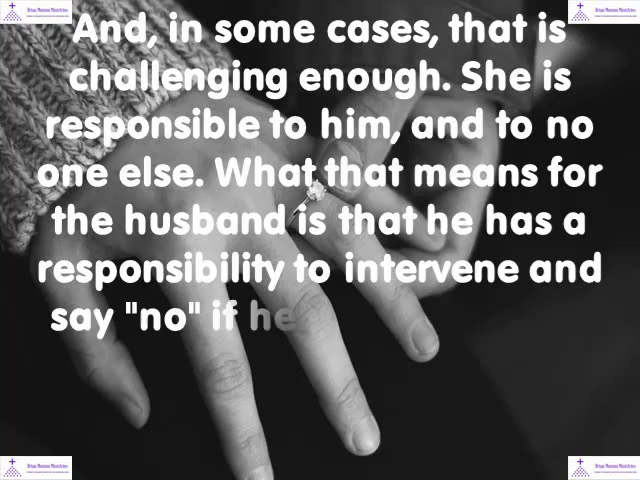 And, in some cases, that is
challenging enough. She is
responsible to him, and to no
one else. What that means for
the husband is that he has a
responsibility to intervene and
say "no" if he